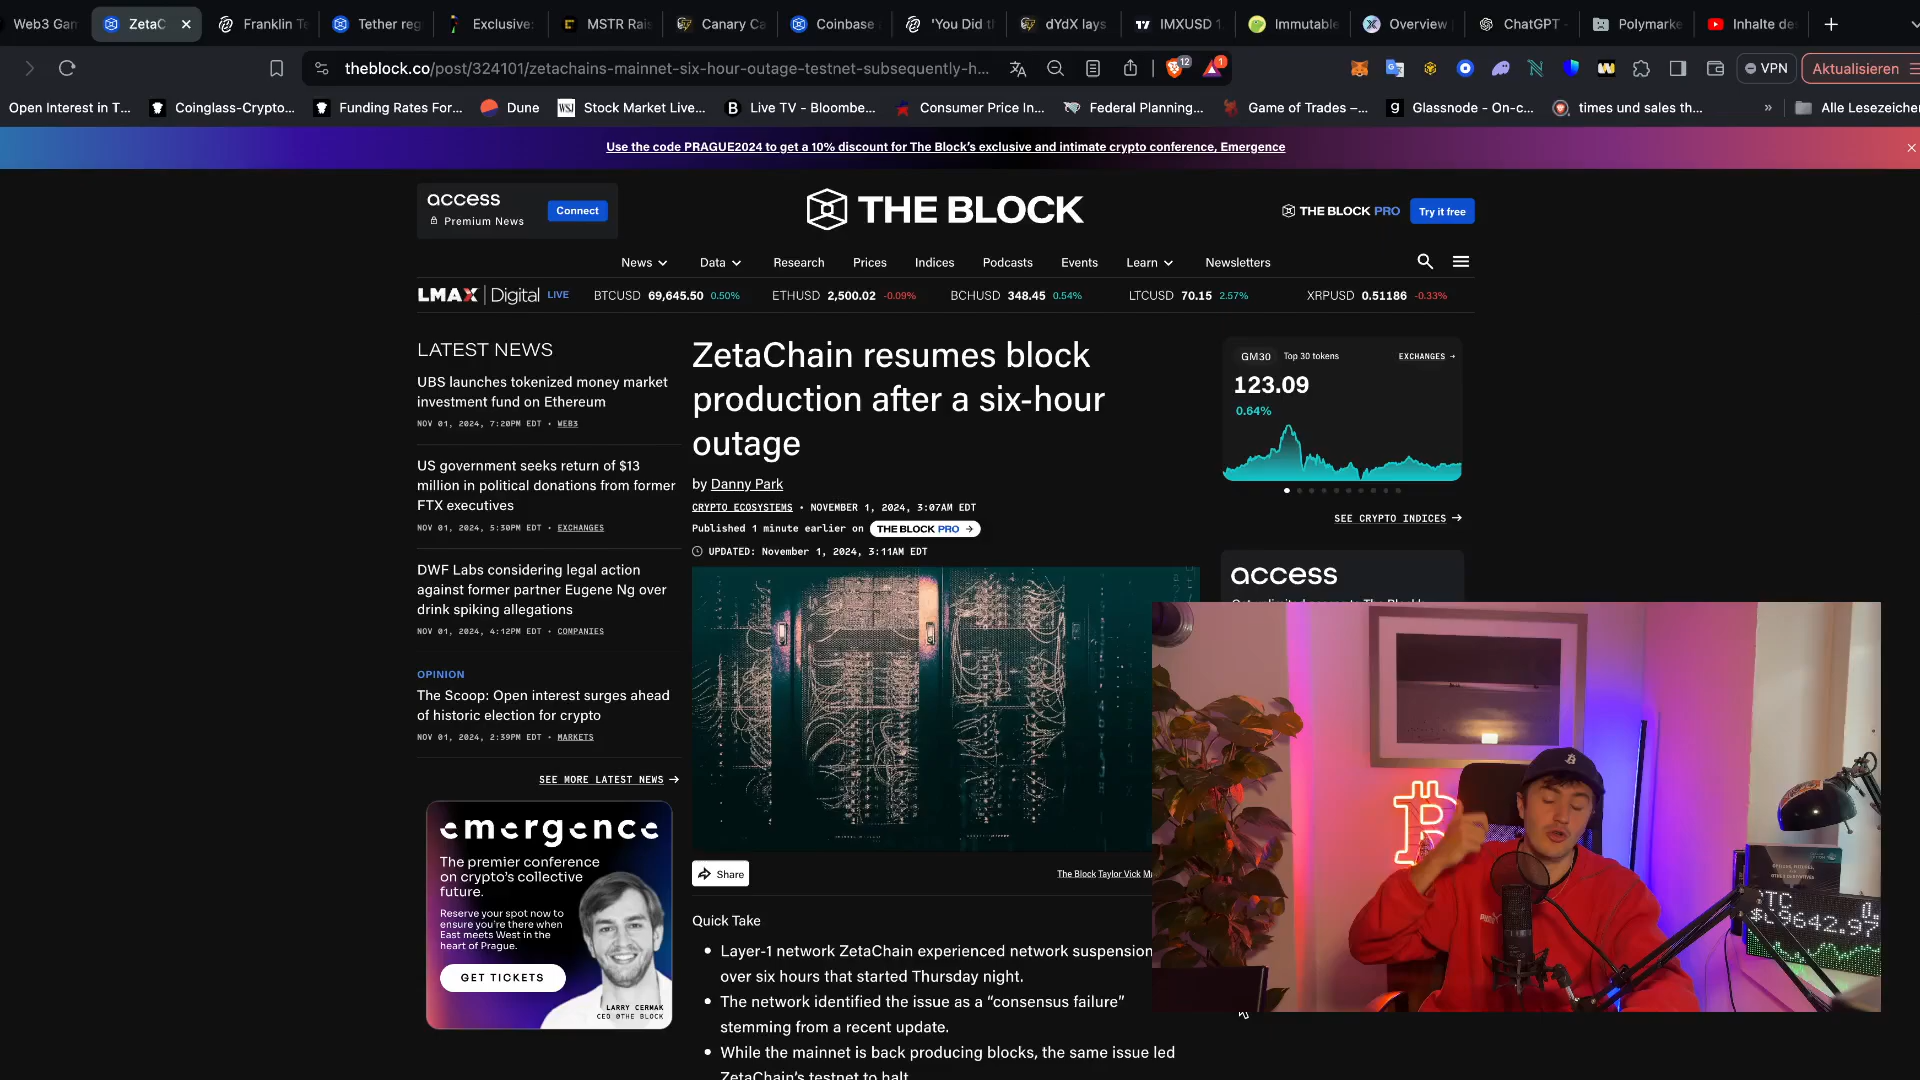 Web3 Gam
ZetaC
Franklin Te
Tether reg
Exclusive:
MSTR Rais
Canary Ca
Coinbase
'You Did t
dYdX lays
IMXUSD 1
Immutable
Overview
ChatGPT -
Polymarke
Inhalte de
theblock.co/post/324101/zetachains-mainnet-six-hour-outage-testnet-subsequently-h...
12
1
VPN
Aktualisieren
Open Interest in T...
Coinglass-Crypto...
Funding Rates For...
Dune
WSJ
Stock Market Live...
B
Live TV - Bloombe...
Consumer Price In...
Federal Planning...
Game of Trades –...
g
Glassnode - On-c...
times und sales th...
»
Alle Lesezeicher
Use the code PRAGUE2024 to get a 10% discount for The Block's exclusive and intimate crypto conference, Emergence
access
Premium News
Connect
THE BLOCK
THE BLOCK PRO
Try it free
News
Data
Research
Prices
Indices
Podcasts
Events
Learn
Newsletters
LMAX Digital LIVE
BTCUSD 69,645.50 0.50%
ETHUSD 2,500.02 -0.09%
BCHUSD 348.45 0.54%
LTCUSD 70.15 2.57%
XRPUSD 0.51186 -0.33%
LATEST NEWS
UBS launches tokenized money market
investment fund on Ethereum
NOV 01, 2024, 7:20PM EDT • WEB3
US government seeks return of $13
million in political donations from former
FTX executives
NOV 01, 2024, 5:30PM EDT • EXCHANGES
DWF Labs considering legal action
against former partner Eugene Ng over
drink spiking allegations
NOV 01, 2024, 4:12PM EDT • COMPANIES
OPINION
The Scoop: Open interest surges ahead
of historic election for crypto
NOV 01, 2024, 2:39PM EDT • MARKETS
SEE MORE LATEST NEWS →
emergence
The premier conference
on crypto's collective
future.
Reserve your spot now to
ensure you're there when
East meets West in the
heart of Prague.
GET TICKETS
LARRY CERMAK
CEO @THE BLOCK
ZetaChain resumes block
production after a six-hour
outage
by Danny Park
CRYPTO ECOSYSTEMS • NOVEMBER 1, 2024, 3:07AM EDT
Published 1 minute earlier on THE BLOCK PRO →
UPDATED: November 1, 2024, 3:11AM EDT
Share
The Block Taylor Vick
Quick Take
• Layer-1 network ZetaChain experienced network suspension
over six hours that started Thursday night.
• The network identified the issue as a “consensus failure”
stemming from a recent update.
• While the mainnet is back producing blocks, the same issue led
ZetaChain's testnet to halt.
GM30 Top 30 tokens
EXCHANGES →
123.09
0.64%
SEE CRYPTO INDICES →
access